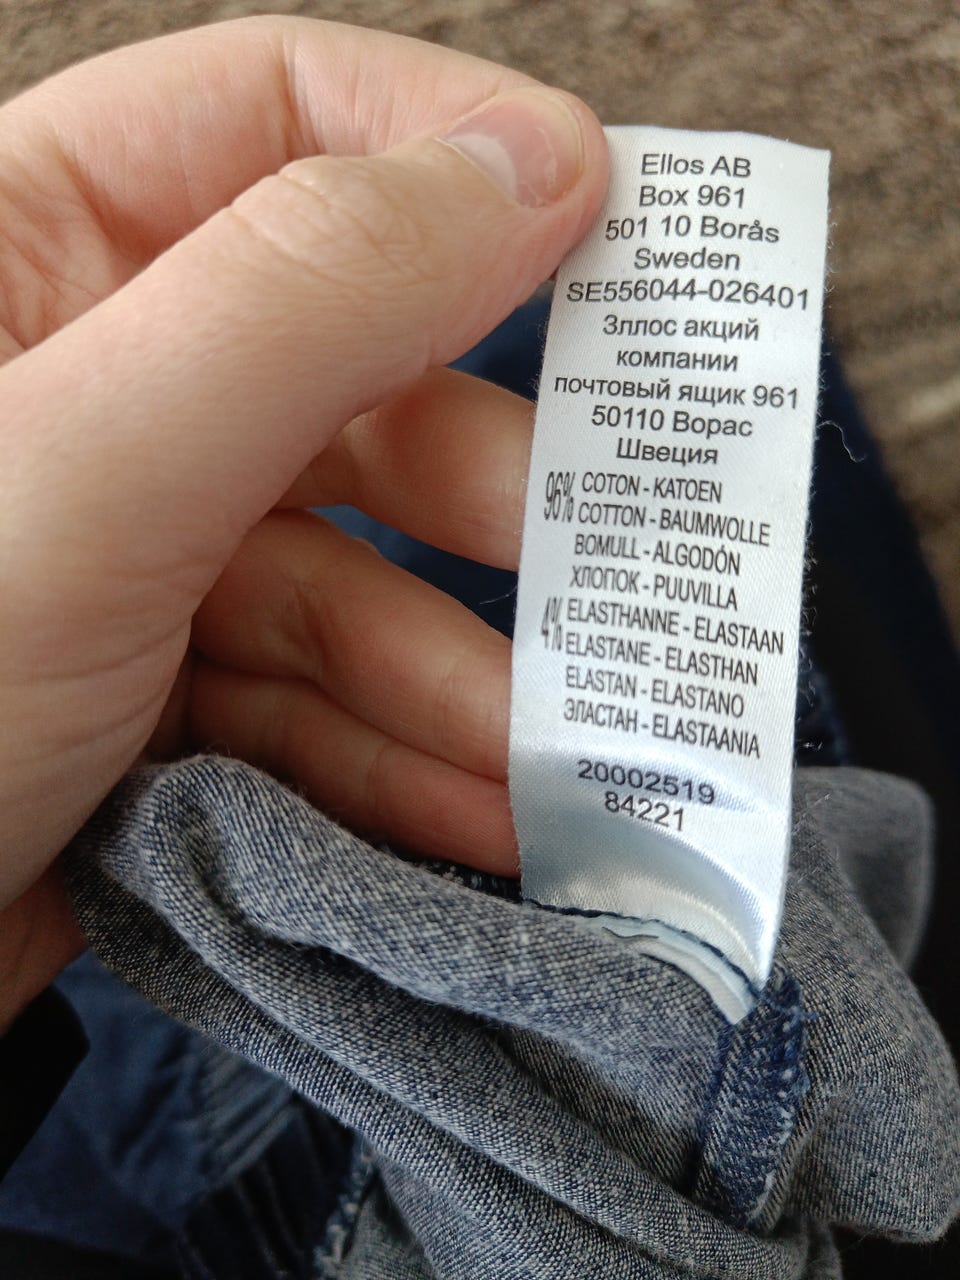 Ellos AB
Box 961
501 10 Borås
Sweden
SE556044-026401
Зллос акций
компании
почтовый ящик 961
50110 Ворас
Швеция
96% COTON - KATOEN
COTTON - BAUMWOLLE
BOMULL - ALGODÓN
ХЛОПОК - PUUVILLA
4% ELASTHANNE - ELASTAAN
ELASTANE - ELASTHAN
ELASTAN - ELASTANO
ЭЛАСТАН - ELASTAANIA
20002519
84221